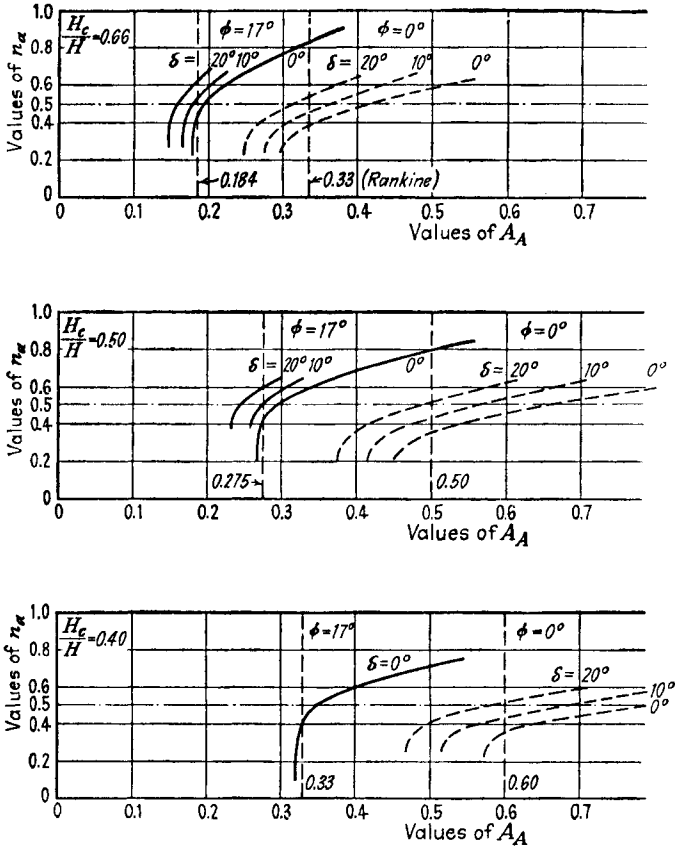 H_c/H = 0.66
φ = 17° φ = 0°
δ = 20° 10° 0° δ = 20° 10° 0°
Values of n_a
1.0
0.8
0.6
0.5
0.4
0.2
0
0.184 0.33 (Rankine)
0 0.1 0.2 0.3 0.4 0.5 0.6 0.7
Values of A_A
H_c/H = 0.50
φ = 17° φ = 0°
δ = 20° 10° 0° δ = 20° 10° 0°
Values of n_a
1.0
0.8
0.6
0.5
0.4
0.2
0
0.275 0.50
0 0.1 0.2 0.3 0.4 0.5 0.6 0.7
Values of A_A
H_c/H = 0.40
φ = 17° φ = 0°
δ = 0° δ = 20° 10° 0°
Values of n_a
1.0
0.8
0.6
0.5
0.4
0.2
0
0.33 0.60
0 0.1 0.2 0.3 0.4 0.5 0.6 0.7
Values of A_A